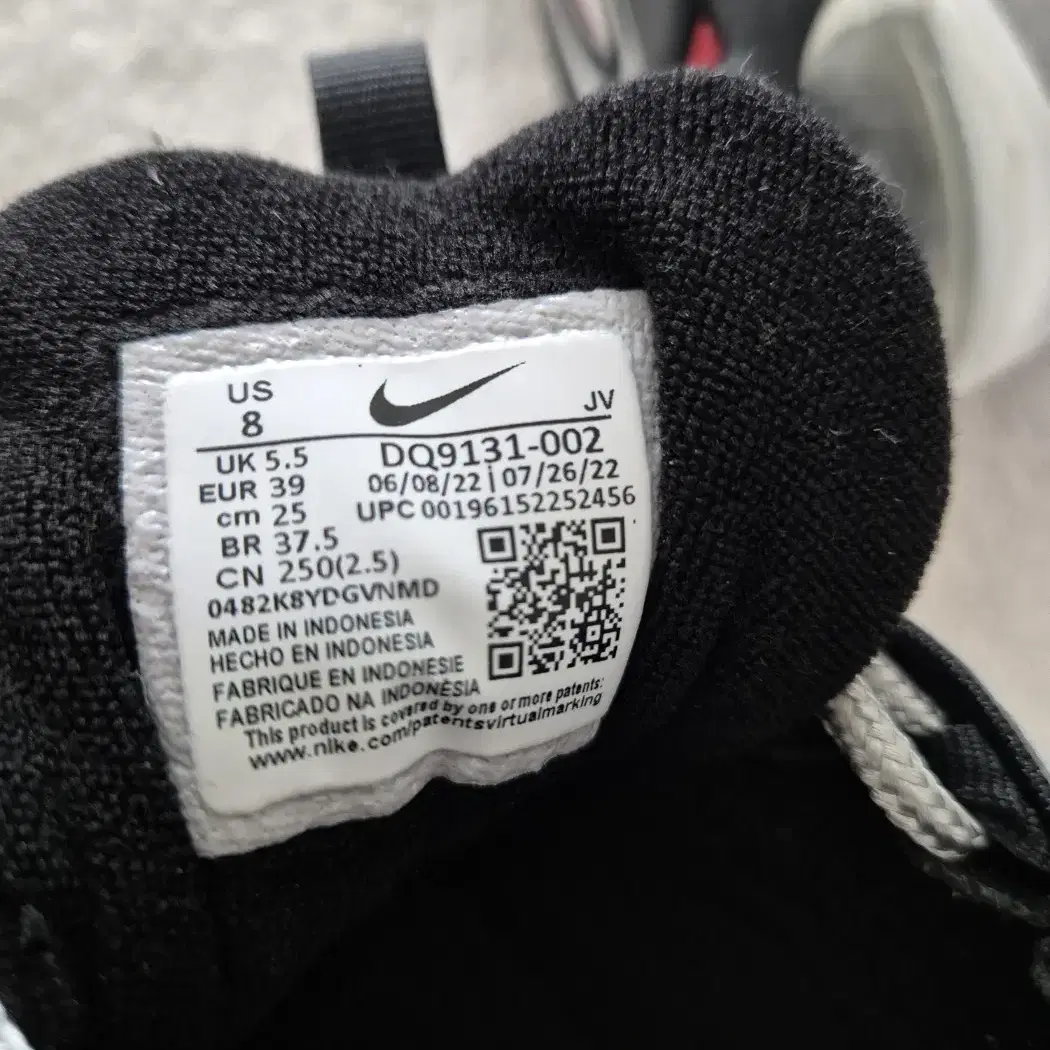 US
8
JV
UK 5.5
EUR 39
cm 25
BR 37.5
CN 250(2.5)
DQ9131-002
06/08/22 | 07/26/22
UPC 00196152252456
0482K8YDGVNMD
MADE IN INDONESIA
HECHO EN INDONESIA
FABRIQUE EN INDONESIE
FABRICADO NA INDONÉSIA
This product is covered by one or more patents:
www.nike.com/patentsvirtualmarking